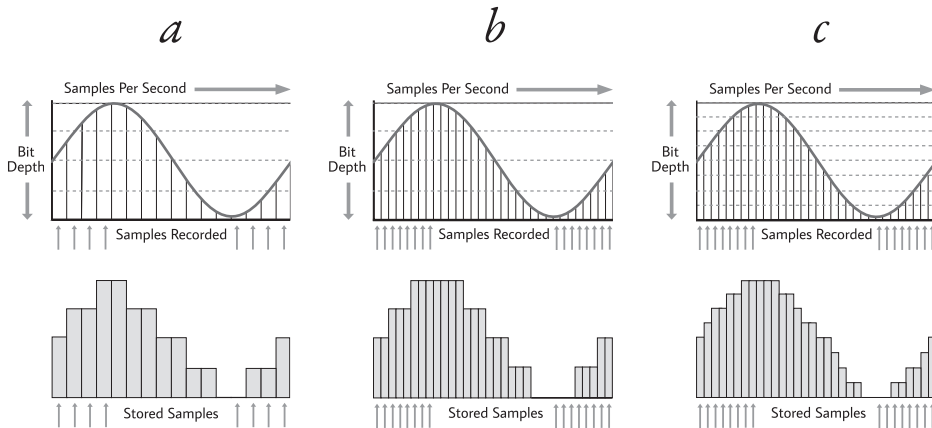 a
Samples Per Second
Bit
Depth
Samples Recorded
Stored Samples
b
Samples Per Second
Bit
Depth
Samples Recorded
Stored Samples
c
Samples Per Second
Bit
Depth
Samples Recorded
Stored Samples